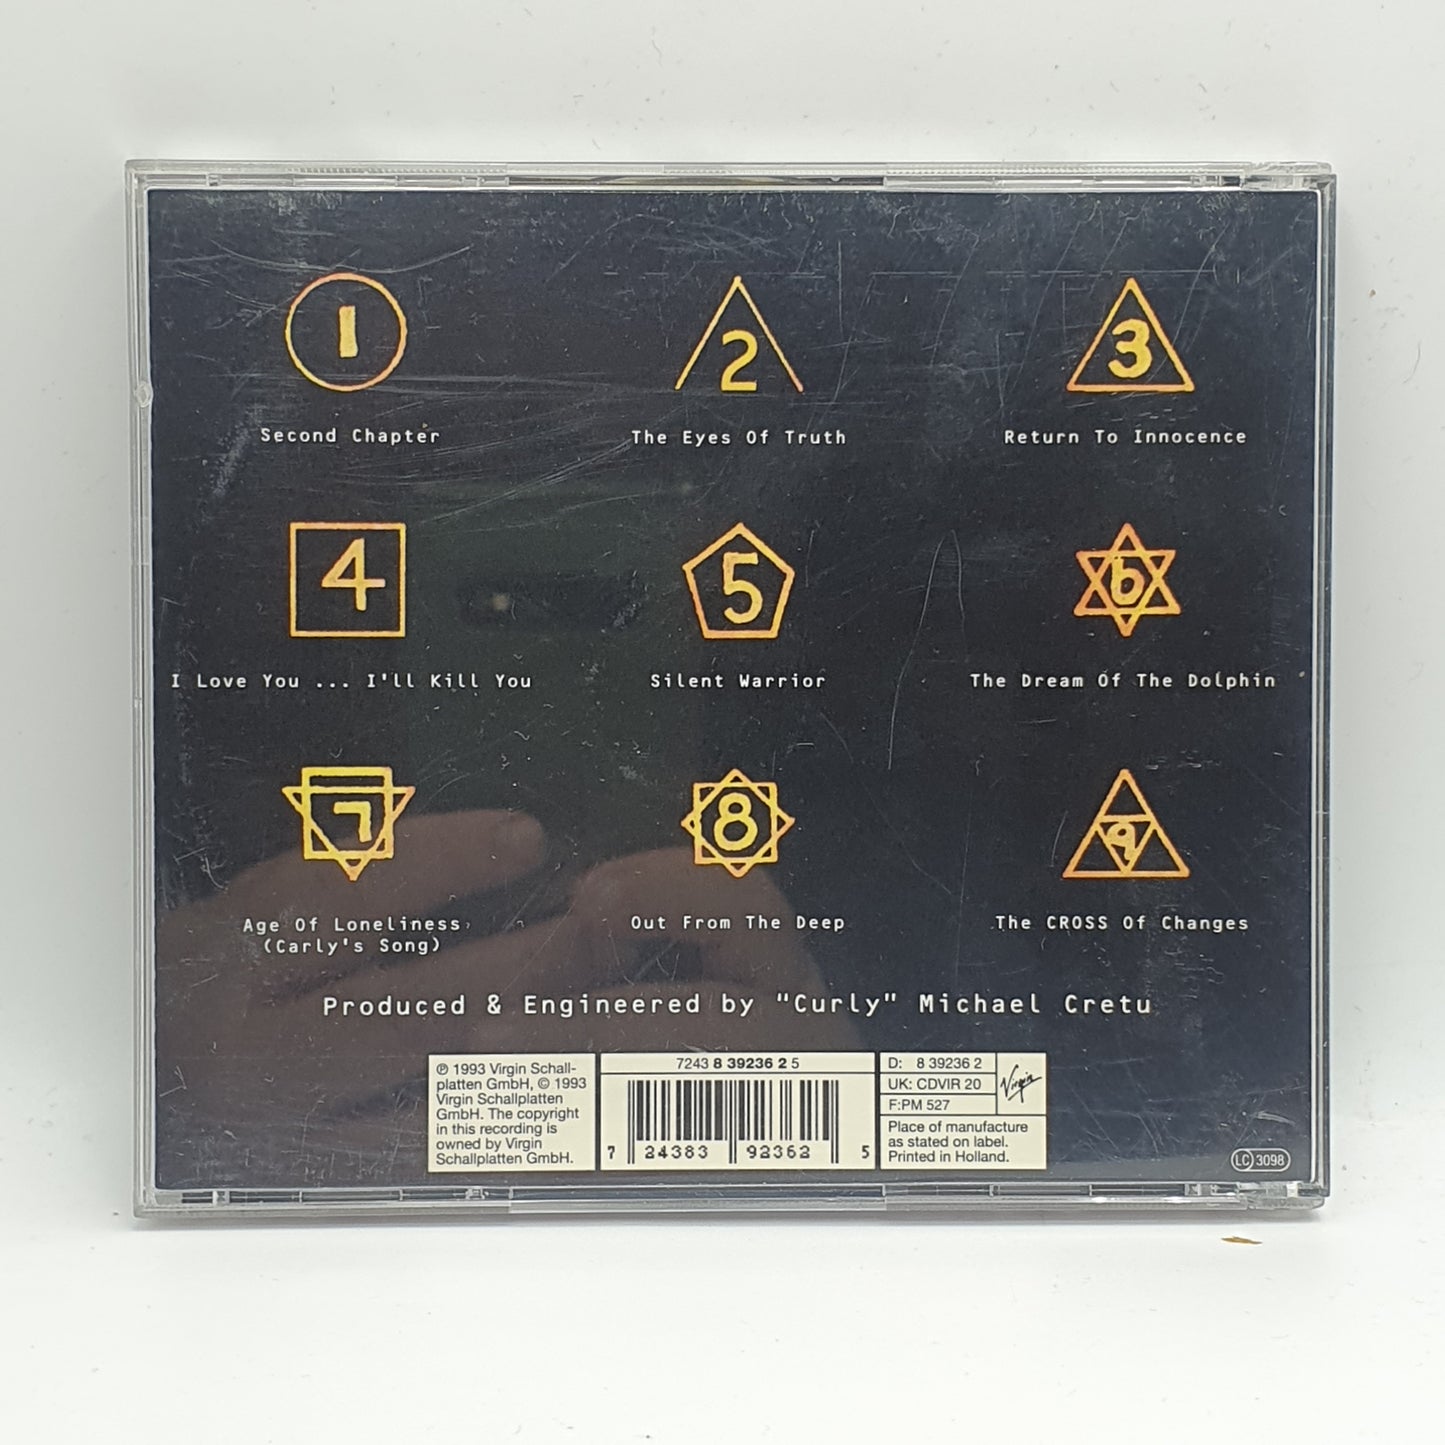 1
2
3
Second Chapter
The Eyes Of Truth
Return To Innocence
4
5
6
I Love You ... I'll Kill You
Silent Warrior
The Dream Of The Dolphin
7
8
9
Age Of Loneliness
(Carly's Song)
Out From The Deep
The CROSS Of Changes
Produced & Engineered by "Curly" Michael Cretu
℗ 1993 Virgin Schall-
platten GmbH, © 1993
Virgin Schallplatten
GmbH. The copyright
in this recording is
owned by Virgin
Schallplatten GmbH.
7243 8 39236 2 5
7 24383 92362 5
D: 8 39236 2
UK: CDVIR 20
F:PM 527
Virgin
Place of manufacture
as stated on label.
Printed in Holland.
LC 3098